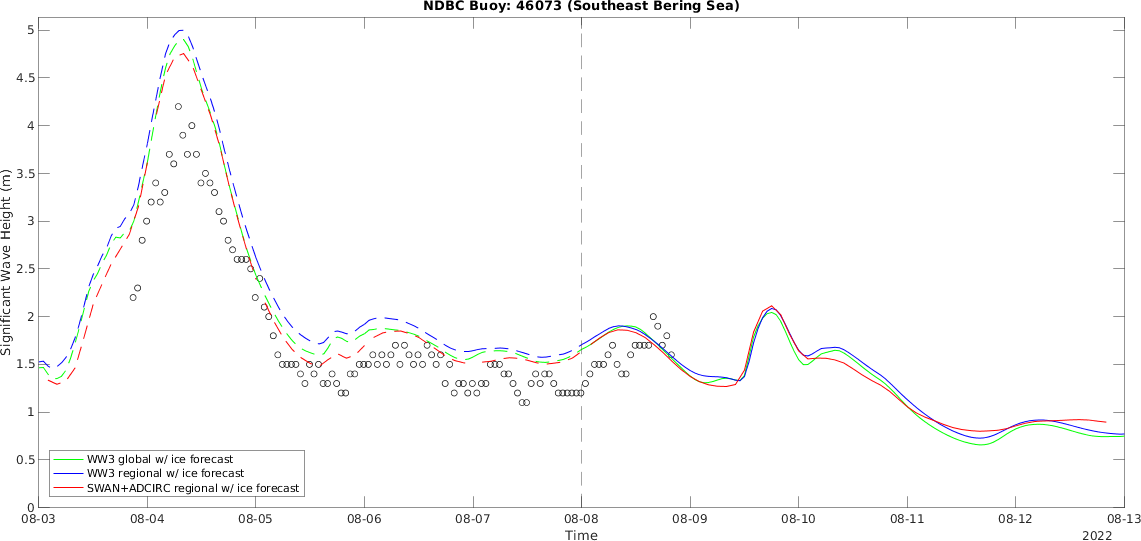 NDBC Buoy: 46073 (Southeast Bering Sea)
5
4.5
4
3.5
3
2.5
2
1.5
1
0.5
0
Significant Wave Height (m)
WW3 global w/ ice forecast
WW3 regional w/ ice forecast
SWAN+ADCIRC regional w/ ice forecast
08-03 08-04 08-05 08-06 08-07 08-08 08-09 08-10 08-11 08-12 08-13
Time
2022